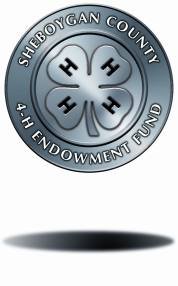 SHEBOYGAN COUNTY
H H
H H
4-H ENDOWMENT FUND